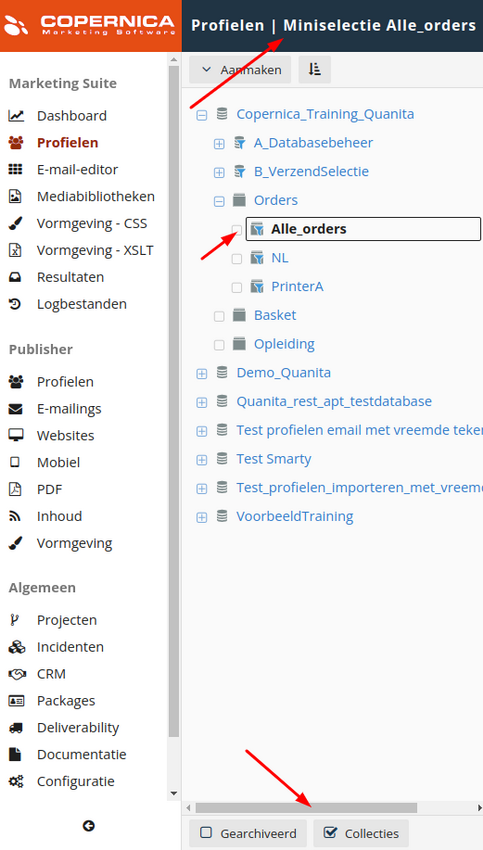 COPERNICA
Marketing Software
Profielen | Miniselectie Alle_orders
Marketing Suite
Dashboard
Profielen
E-mail-editor
Mediabibliotheken
Vormgeving - CSS
Vormgeving - XSLT
Resultaten
Logbestanden
Publisher
Profielen
E-mailings
Websites
Mobiel
PDF
Inhoud
Vormgeving
Algemeen
Projecten
Incidenten
CRM
Packages
Deliverability
Documentatie
Configuratie
Aanmaken
Copernica_Training_Quanita
A_Databasebeheer
B_VerzendSelectie
Orders
Alle_orders
NL
PrinterA
Basket
Opleiding
Demo_Quanita
Quanita_rest_apt_testdatabase
Test profielen email met vreemde teke
Test Smarty
Test_profielen_importeren_met_vreem
VoorbeeldTraining
Gearchiveerd
Collecties